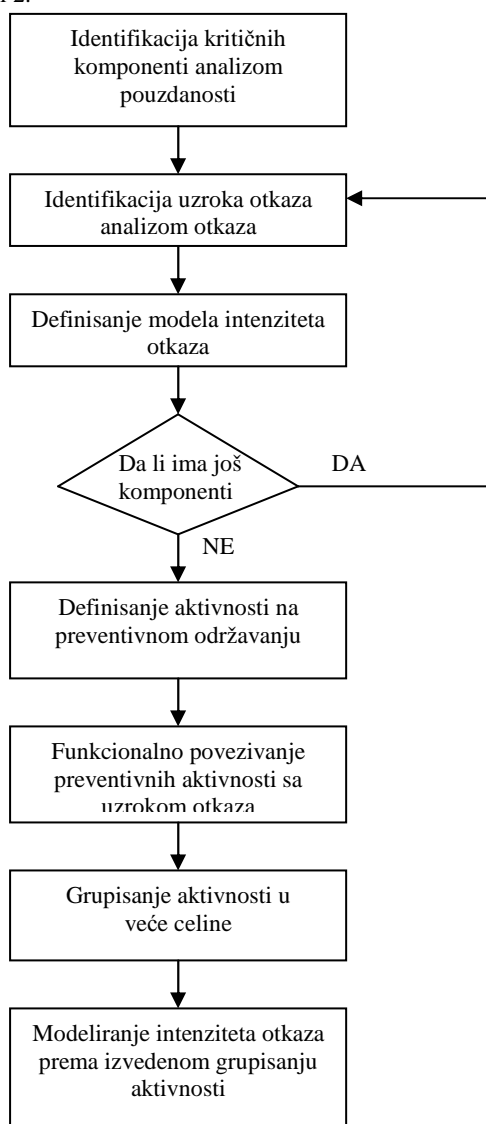 Identifikacija kritičnih
komponenti analizom
pouzdanosti
Identifikacija uzroka otkaza
analizom otkaza
Definisanje modela intenziteta
otkaza
Da li ima još
komponenti
DA
NE
Definisanje aktivnosti na
preventivnom održavanju
Funkcionalno povezivanje
preventivnih aktivnosti sa
uzrokom otkaza
Grupisanje aktivnosti u
veće celine
Modeliranje intenziteta otkaza
prema izvedenom grupisanju
aktivnosti